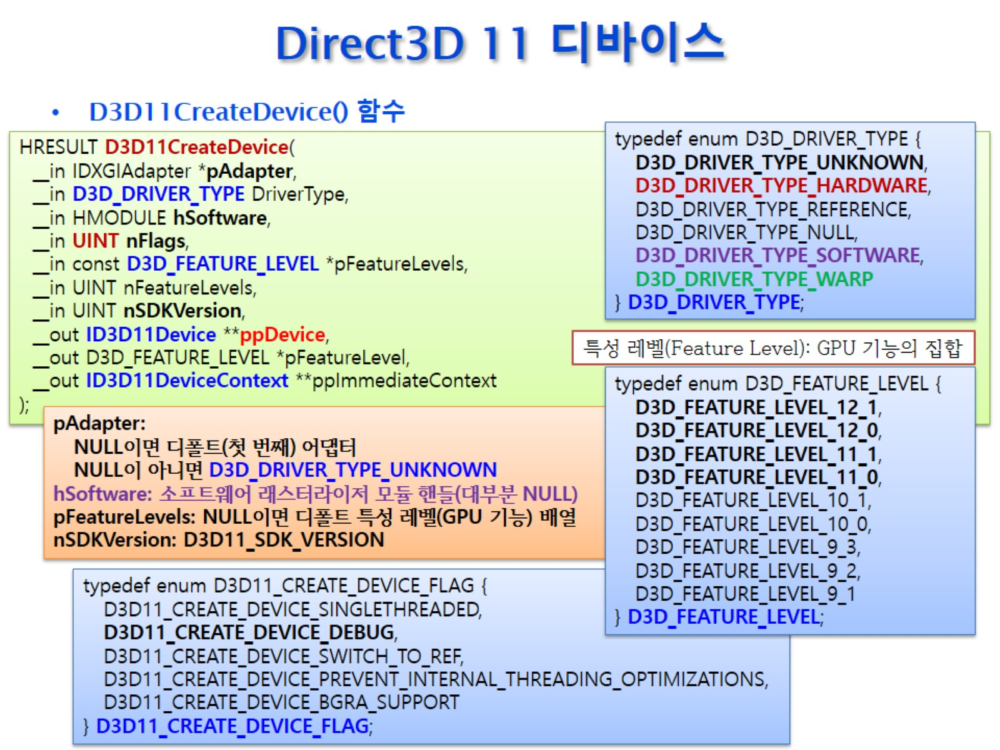 Direct3D 11 디바이스
• D3D11CreateDevice() 함수
HRESULT D3D11CreateDevice(
__in IDXGIAdapter *pAdapter,
__in D3D_DRIVER_TYPE DriverType,
__in HMODULE hSoftware,
__in UINT nFlags,
__in const D3D_FEATURE_LEVEL *pFeatureLevels,
__in UINT nFeatureLevels,
__in UINT nSDKVersion,
__out ID3D11Device **ppDevice,
__out D3D_FEATURE_LEVEL *pFeatureLevel,
__out ID3D11DeviceContext **ppImmediateContext
);
typedef enum D3D_DRIVER_TYPE {
D3D_DRIVER_TYPE_UNKNOWN,
D3D_DRIVER_TYPE_HARDWARE,
D3D_DRIVER_TYPE_REFERENCE,
D3D_DRIVER_TYPE_NULL,
D3D_DRIVER_TYPE_SOFTWARE,
D3D_DRIVER_TYPE_WARP
} D3D_DRIVER_TYPE;
특성 레벨(Feature Level): GPU 기능의 집합
typedef enum D3D_FEATURE_LEVEL {
D3D_FEATURE_LEVEL_12_1,
D3D_FEATURE_LEVEL_12_0,
D3D_FEATURE_LEVEL_11_1,
D3D_FEATURE_LEVEL_11_0,
D3D_FEATURE_LEVEL_10_1,
D3D_FEATURE_LEVEL_10_0,
D3D_FEATURE_LEVEL_9_3,
D3D_FEATURE_LEVEL_9_2,
D3D_FEATURE_LEVEL_9_1
} D3D_FEATURE_LEVEL;
pAdapter:
NULL이면 디폴트(첫 번째) 어댑터
NULL이 아니면 D3D_DRIVER_TYPE_UNKNOWN
hSoftware: 소프트웨어 래스터라이저 모듈 핸들(대부분 NULL)
pFeatureLevels: NULL이면 디폴트 특성 레벨(GPU 기능) 배열
nSDKVersion: D3D11_SDK_VERSION
typedef enum D3D11_CREATE_DEVICE_FLAG {
D3D11_CREATE_DEVICE_SINGLETHREADED,
D3D11_CREATE_DEVICE_DEBUG,
D3D11_CREATE_DEVICE_SWITCH_TO_REF,
D3D11_CREATE_DEVICE_PREVENT_INTERNAL_THREADING_OPTIMIZATIONS,
D3D11_CREATE_DEVICE_BGRA_SUPPORT
} D3D11_CREATE_DEVICE_FLAG;